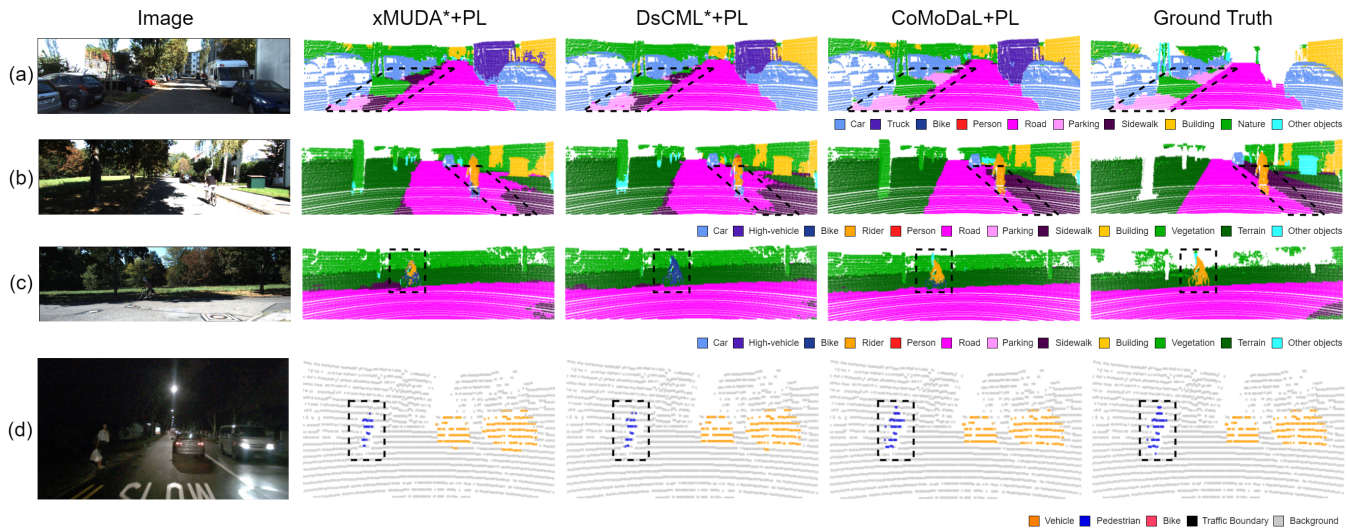 Image xMUDA*+PL DsCML*+PL CoMoDaL+PL Ground Truth
(a)
Car Truck Bike Person Road Parking Sidewalk Building Nature Other objects
(b)
Car High-vehicle Bike Rider Person Road Parking Sidewalk Building Vegetation Terrain Other objects
(c)
Car High-vehicle Bike Rider Person Road Parking Sidewalk Building Vegetation Terrain Other objects
(d)
SLOW
Vehicle Pedestrian Bike Traffic Boundary Background